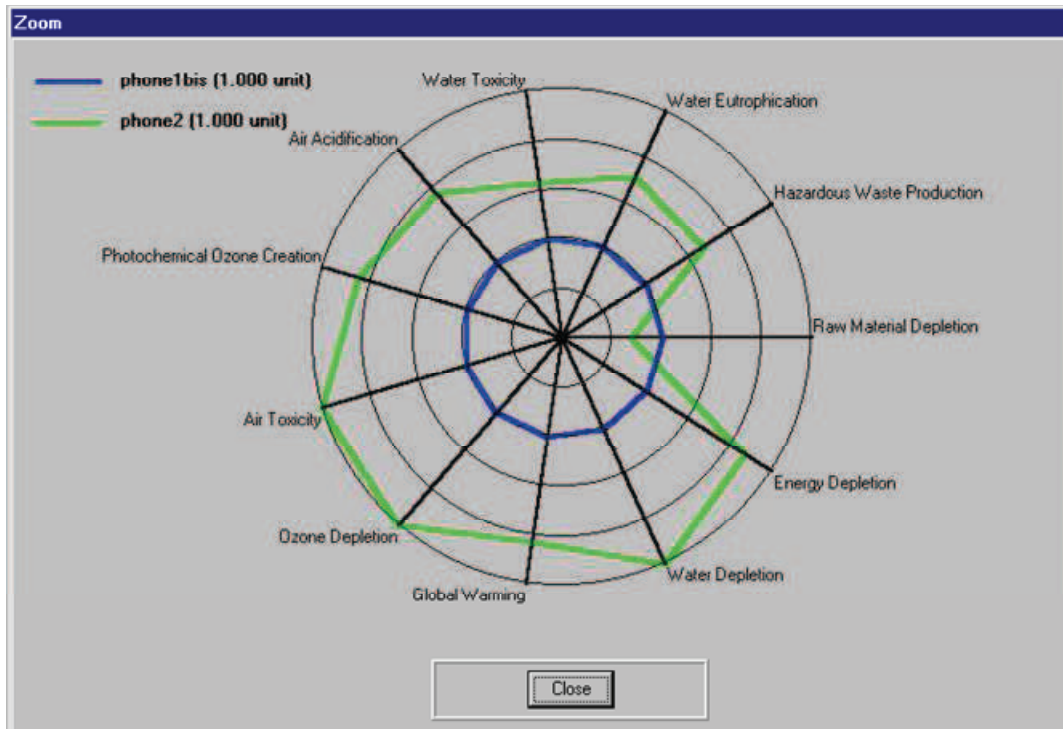 Zoom
phone1bis (1.000 unit)
phone2 (1.000 unit)
Water Toxicity
Water Eutrophication
Air Acidification
Hazardous Waste Production
Photochemical Ozone Creation
Raw Material Depletion
Air Toxicity
Energy Depletion
Ozone Depletion
Water Depletion
Global Warming
Close